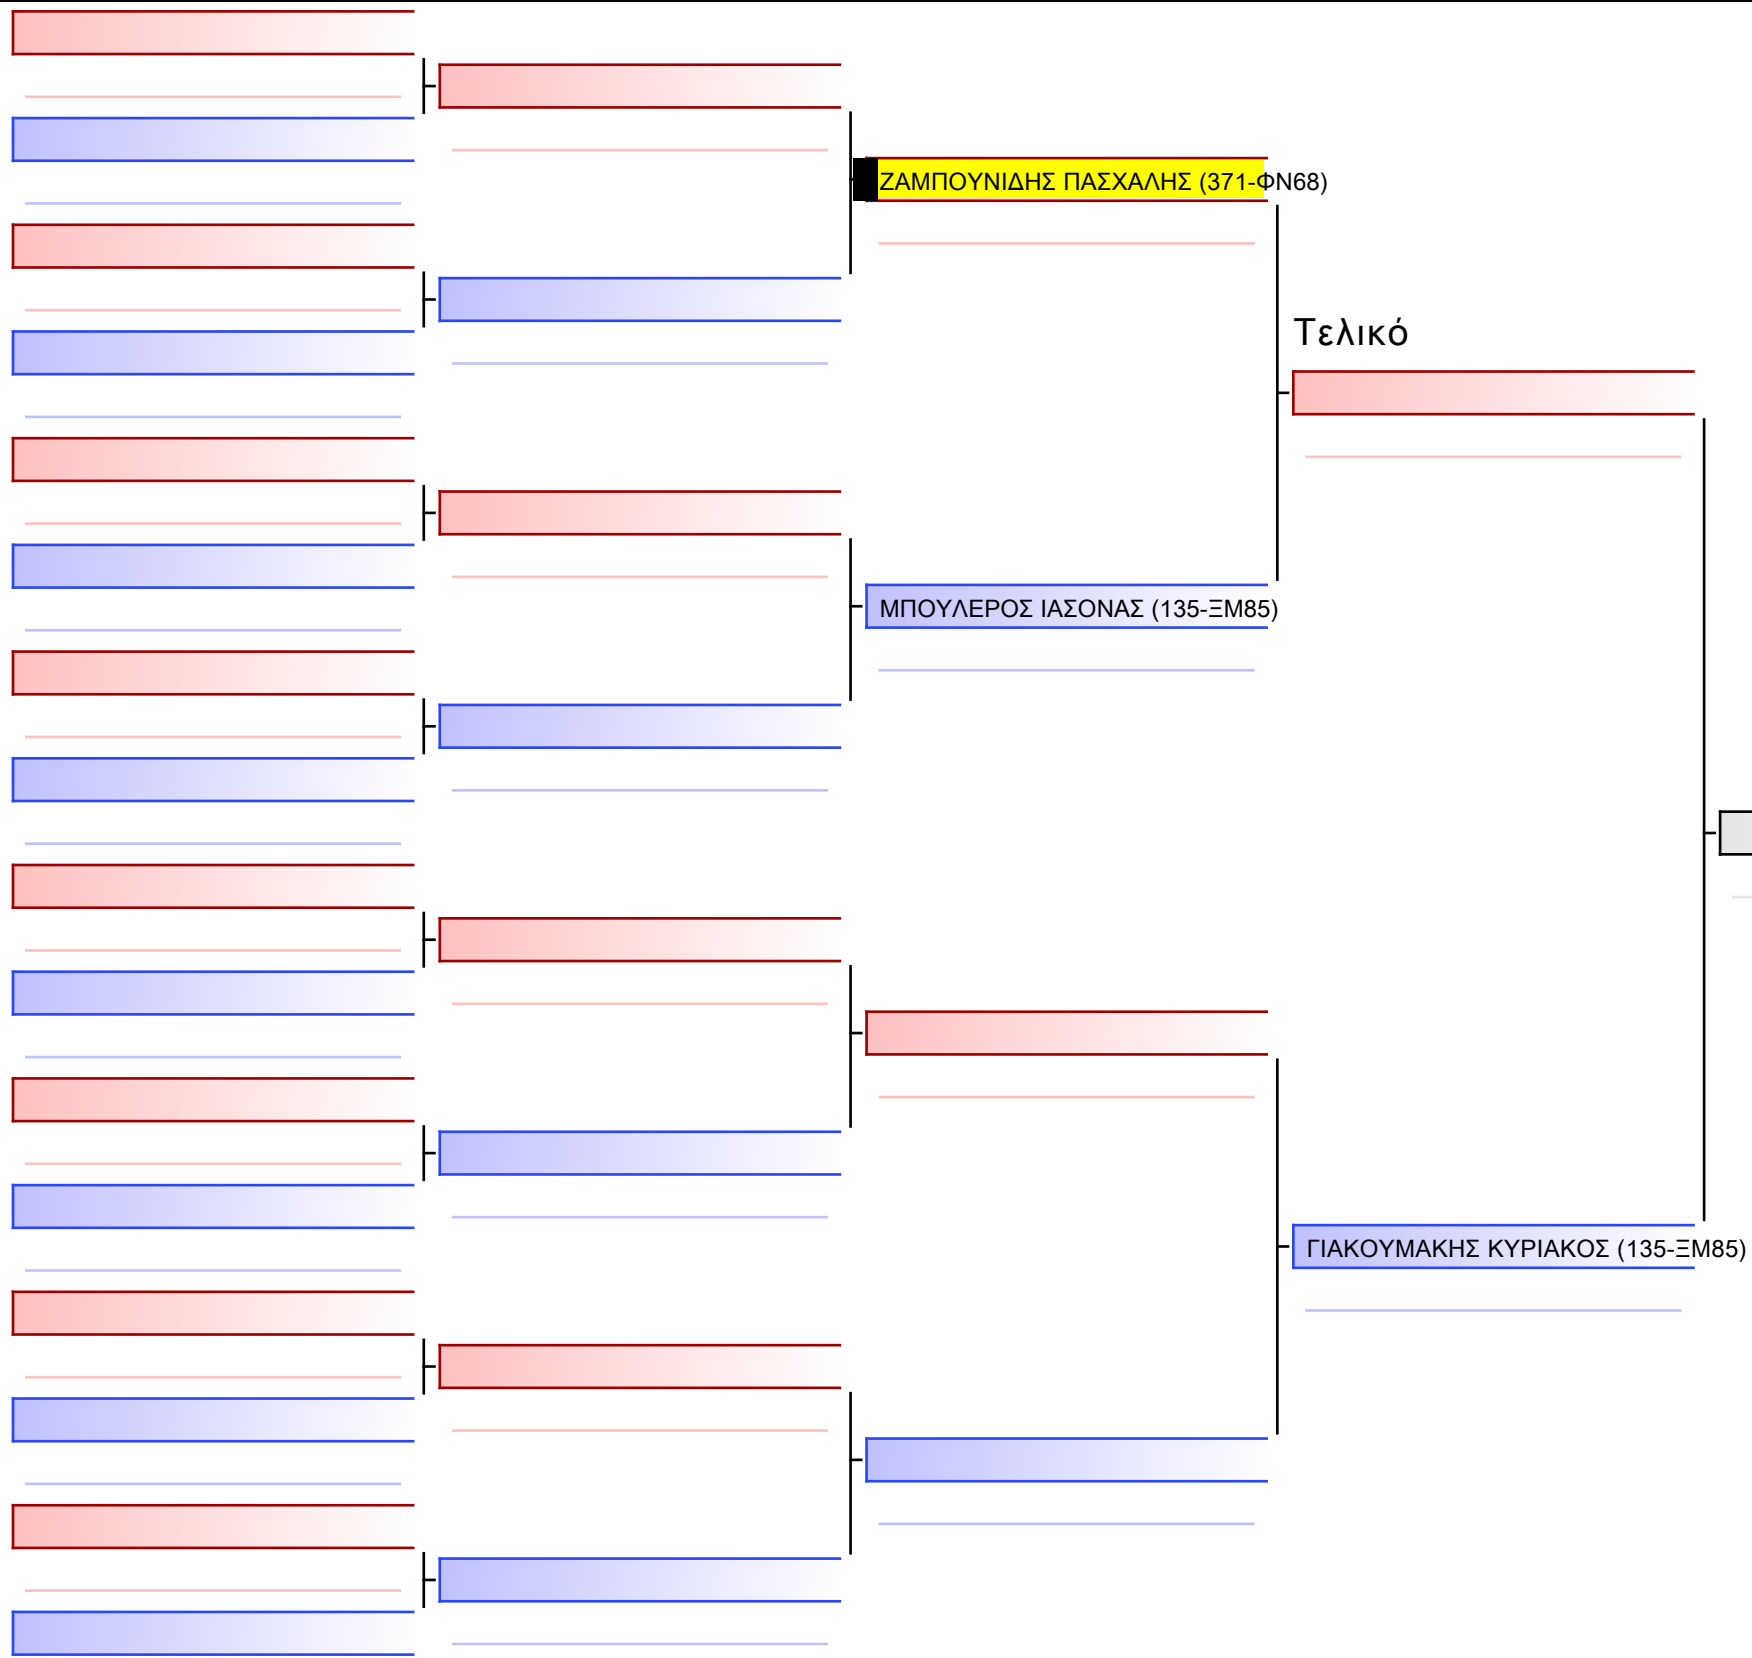 ΖΑΜΠΟΥΝΙΔΗΣ ΠΑΣΧΑΛΗΣ (371-ΦΝ68)
Τελικό
ΜΠΟΥΛΕΡΟΣ ΙΑΣΟΝΑΣ (135-ΞΜ85)
ΓΙΑΚΟΥΜΑΚΗΣ ΚΥΡΙΑΚΟΣ (135-ΞΜ85)